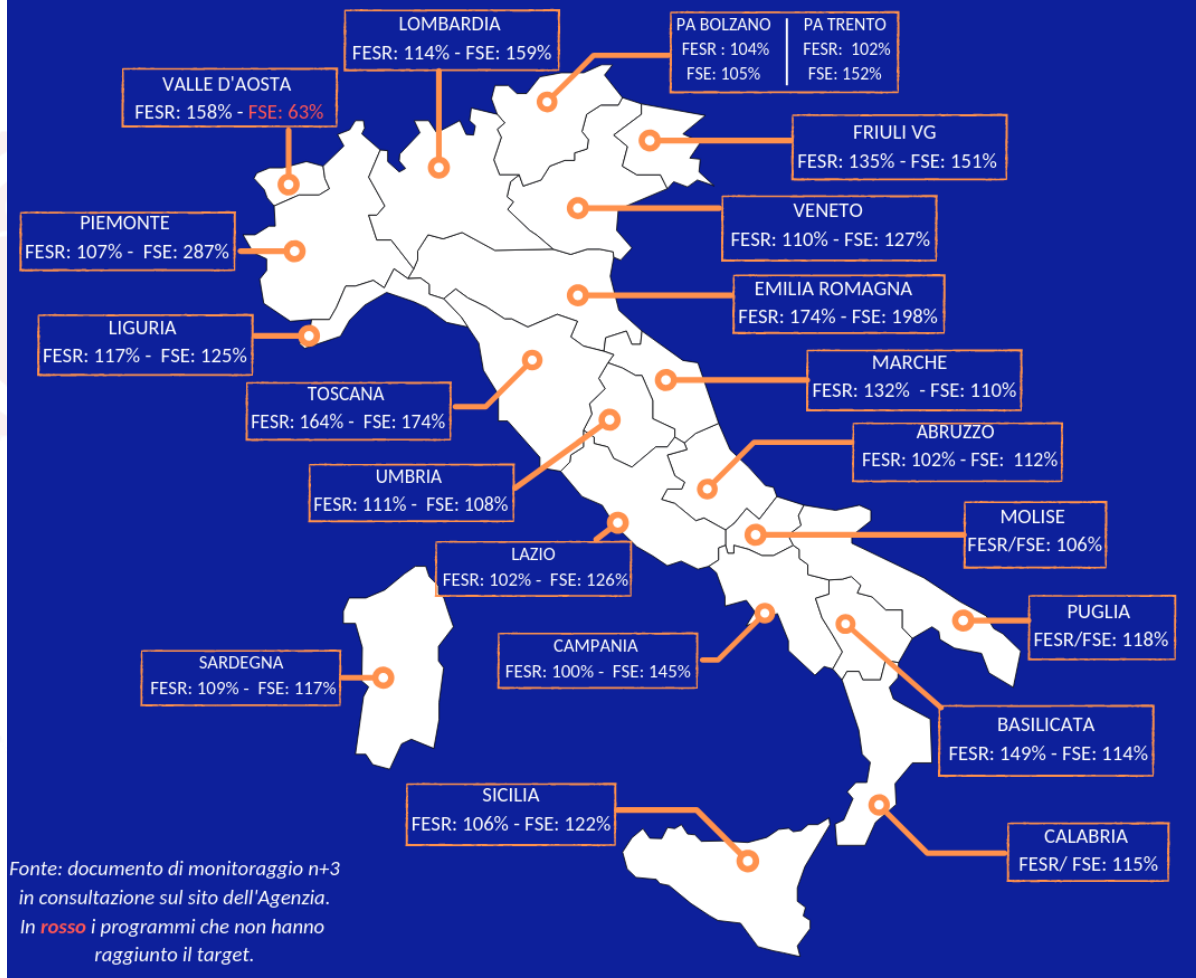 LOMBARDIA
FESR: 114% - FSE: 159%
PA BOLZANO
FESR : 104%
FSE: 105%
PA TRENTO
FESR: 102%
FSE: 152%
VALLE D'AOSTA
FESR: 158% - FSE: 63%
FRIULI VG
FESR: 135% - FSE: 151%
PIEMONTE
FESR: 107% - FSE: 287%
VENETO
FESR: 110% - FSE: 127%
EMILIA ROMAGNA
FESR: 174% - FSE: 198%
LIGURIA
FESR: 117% - FSE: 125%
MARCHE
FESR: 132% - FSE: 110%
TOSCANA
FESR: 164% - FSE: 174%
ABRUZZO
FESR: 102% - FSE: 112%
UMBRIA
FESR: 111% - FSE: 108%
MOLISE
FESR/FSE: 106%
LAZIO
FESR: 102% - FSE: 126%
PUGLIA
FESR/FSE: 118%
CAMPANIA
FESR: 100% - FSE: 145%
SARDEGNA
FESR: 109% - FSE: 117%
BASILICATA
FESR: 149% - FSE: 114%
SICILIA
FESR: 106% - FSE: 122%
CALABRIA
FESR/ FSE: 115%
Fonte: documento di monitoraggio n+3
in consultazione sul sito dell'Agenzia.
In rosso i programmi che non hanno
raggiunto il target.